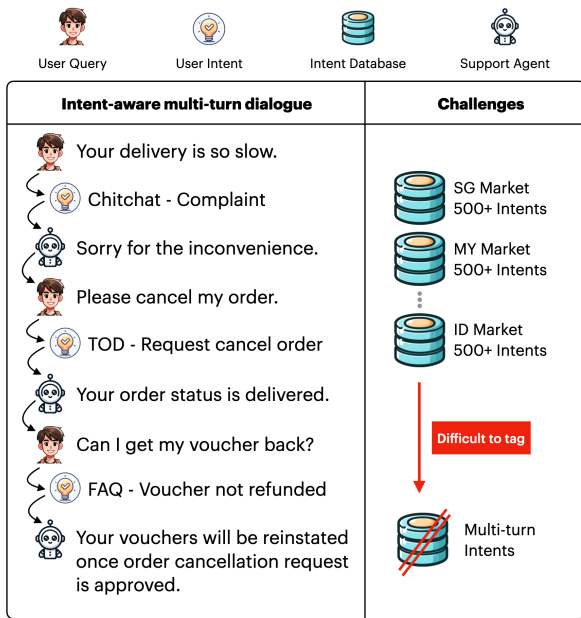 User Query
User Intent
Intent Database
Support Agent
Intent-aware multi-turn dialogue
Challenges
Your delivery is so slow.
Chitchat - Complaint
Sorry for the inconvenience.
Please cancel my order.
TOD - Request cancel order
Your order status is delivered.
Can I get my voucher back?
FAQ - Voucher not refunded
Your vouchers will be reinstated
once order cancellation request
is approved.
SG Market
500+ Intents
MY Market
500+ Intents
ID Market
500+ Intents
Difficult to tag
Multi-turn
Intents